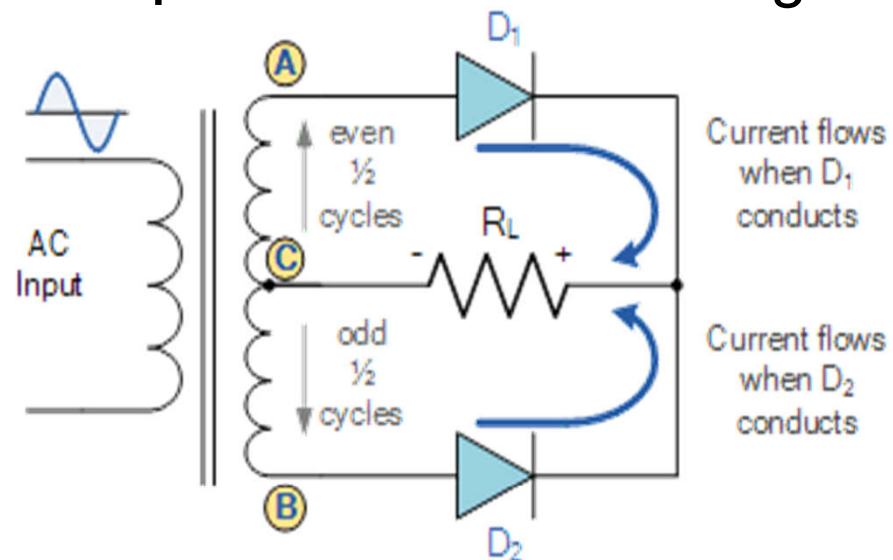 D₁
A
even
½
cycles
Current flows
when D₁
conducts
AC
Input
C
R_L
-
+
odd
½
cycles
Current flows
when D₂
conducts
B
D₂